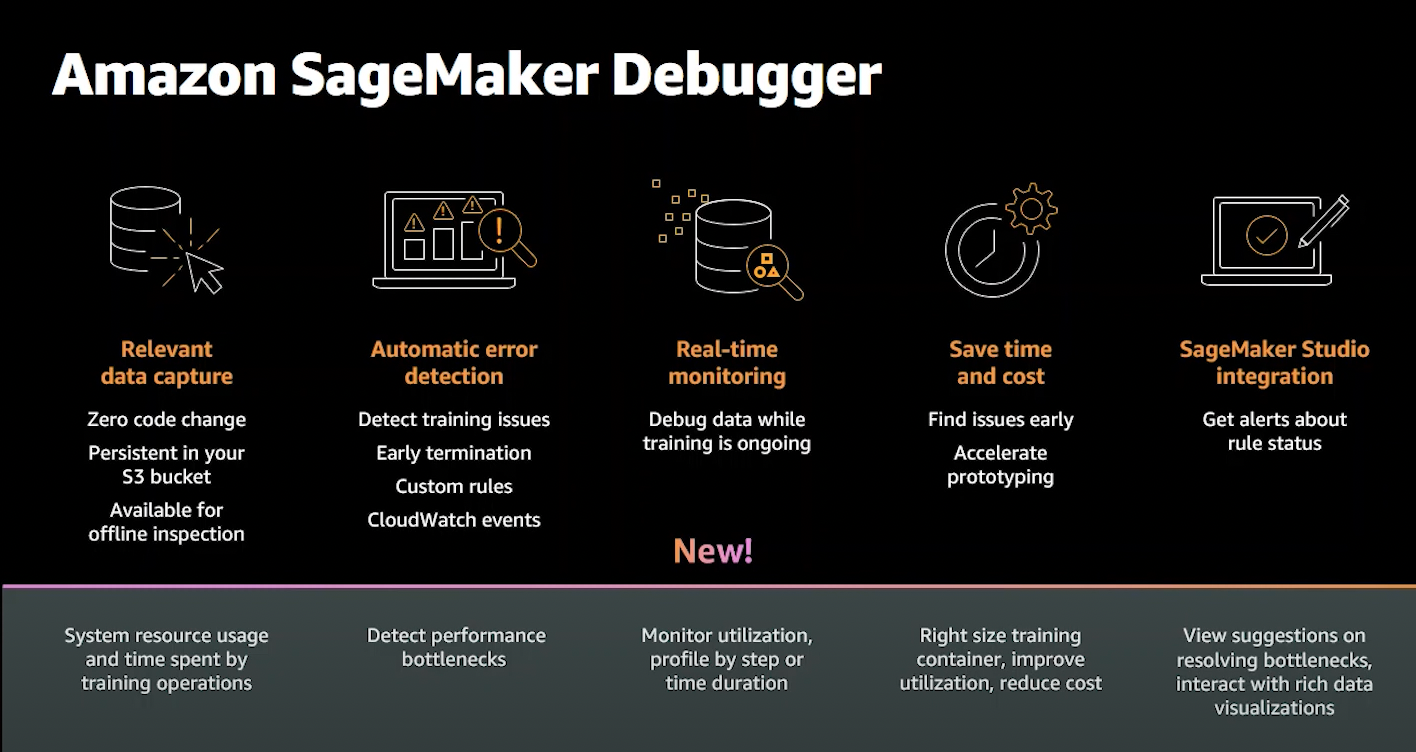 Amazon SageMaker Debugger
Relevant
data capture
Zero code change
Persistent in your
S3 bucket
Available for
offline inspection
Automatic error
detection
Detect training issues
Early termination
Custom rules
CloudWatch events
Real-time
monitoring
Debug data while
training is ongoing
Save time
and cost
Find issues early
Accelerate
prototyping
SageMaker Studio
integration
Get alerts about
rule status
New!
System resource usage
and time spent by
training operations
Detect performance
bottlenecks
Monitor utilization,
profile by step or
time duration
Right size training
container, improve
utilization, reduce cost
View suggestions on
resolving bottlenecks,
interact with rich data
visualizations